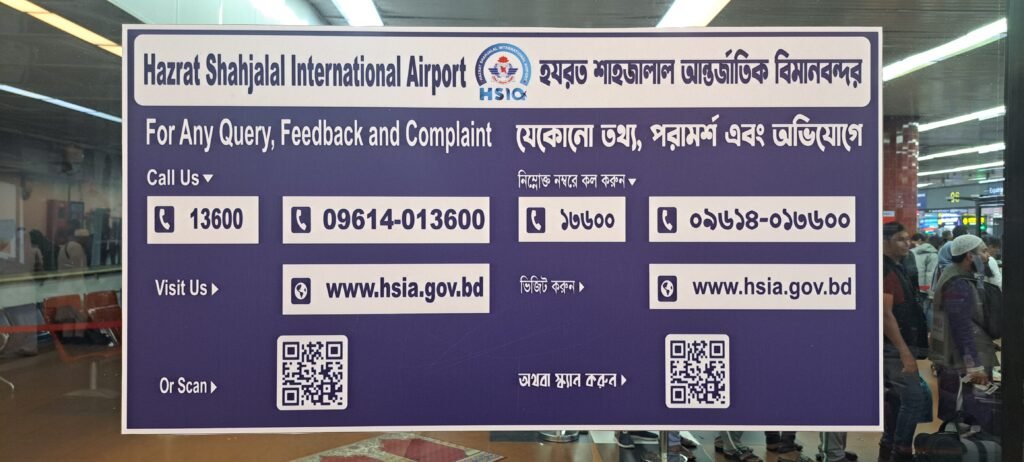 Hazrat Shahjalal International Airport
HSIA
হযরত শাহজালাল আন্তর্জাতিক বিমানবন্দর
For Any Query, Feedback and Complaint
যেকোনো তথ্য, পরামর্শ এবং অভিযোগে
Call Us
নিম্নোক্ত নম্বরে কল করুন
13600
09614-013600
১৩৬০০
০৯৬১৪-০১৩৬০০
Visit Us
www.hsia.gov.bd
ভিজিট করুন
www.hsia.gov.bd
Or Scan
অথবা স্ক্যান করুন